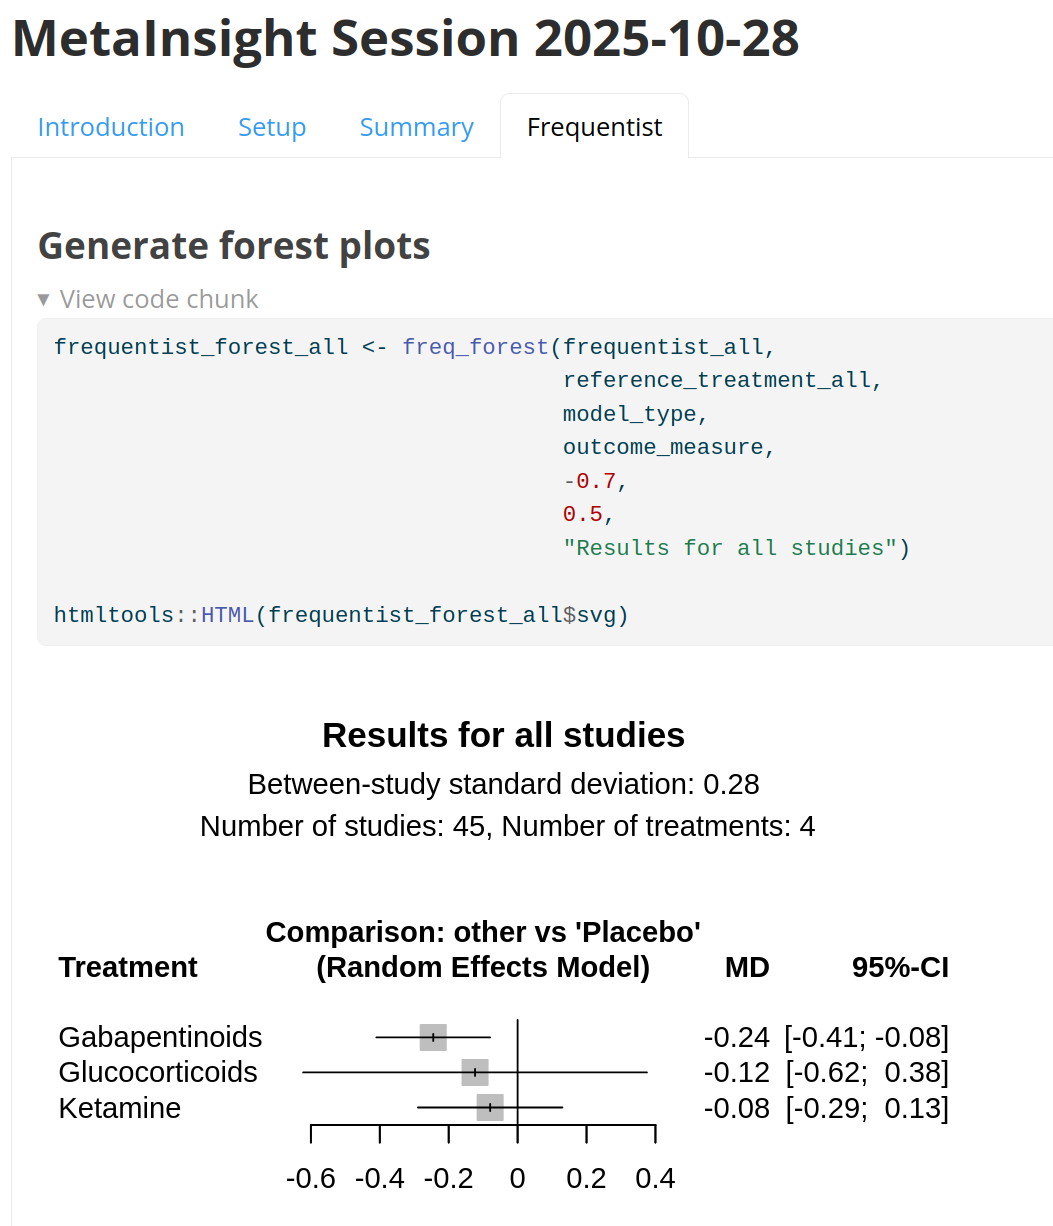 MetaInsight Session 2025-10-28
Introduction Setup Summary Frequentist
Generate forest plots
▼ View code chunk
frequentist_forest_all <- freq_forest(frequentist_all,
reference_treatment_all,
model_type,
outcome_measure,
-0.7,
0.5,
"Results for all studies")
htmltools::HTML(frequentist_forest_all$svg)
Results for all studies
Between-study standard deviation: 0.28
Number of studies: 45, Number of treatments: 4
Comparison: other vs 'Placebo'
Treatment (Random Effects Model) MD 95%-CI
Gabapentinoids -0.24 [-0.41; -0.08]
Glucocorticoids -0.12 [-0.62; 0.38]
Ketamine -0.08 [-0.29; 0.13]
-0.6 -0.4 -0.2 0 0.2 0.4